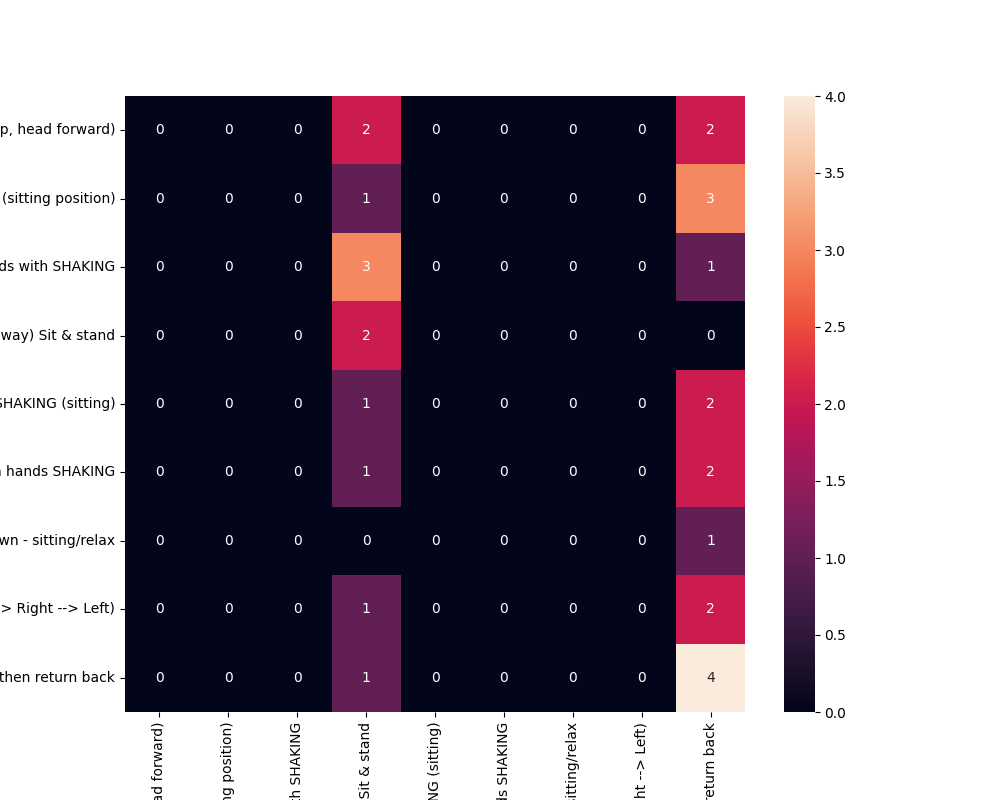 p, head forward) 0 0 0 2 0 0 0 0 2
(sitting position) 0 0 0 1 0 0 0 0 3
ds with SHAKING 0 0 0 3 0 0 0 0 1
way) Sit & stand 0 0 0 2 0 0 0 0 0
SHAKING (sitting) 0 0 0 1 0 0 0 0 2
hands SHAKING 0 0 0 1 0 0 0 0 2
wn - sitting/relax 0 0 0 0 0 0 0 0 1
> Right --> Left) 0 0 0 1 0 0 0 0 2
then return back 0 0 0 1 0 0 0 0 4
ad forward)
ng position)
th SHAKING
Sit & stand
NG (sitting)
ds SHAKING
sitting/relax
ht --> Left)
return back
4.0
3.5
3.0
2.5
2.0
1.5
1.0
0.5
0.0